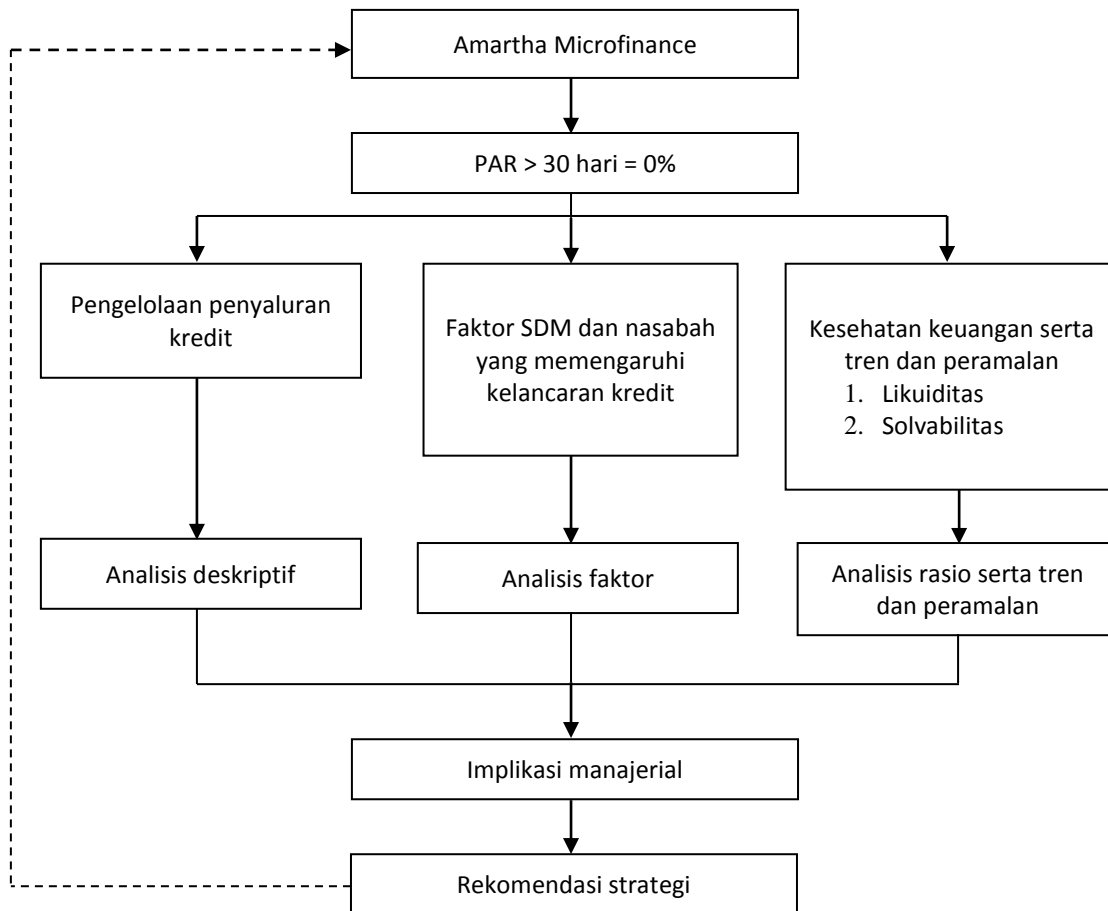 Amartha Microfinance
PAR > 30 hari = 0%
Pengelolaan penyaluran
kredit
Faktor SDM dan nasabah
yang memengaruhi
kelancaran kredit
Kesehatan keuangan serta
tren dan peramalan
1. Likuiditas
2. Solvabilitas
Analisis deskriptif
Analisis faktor
Analisis rasio serta tren
dan peramalan
Implikasi manajerial
Rekomendasi strategi